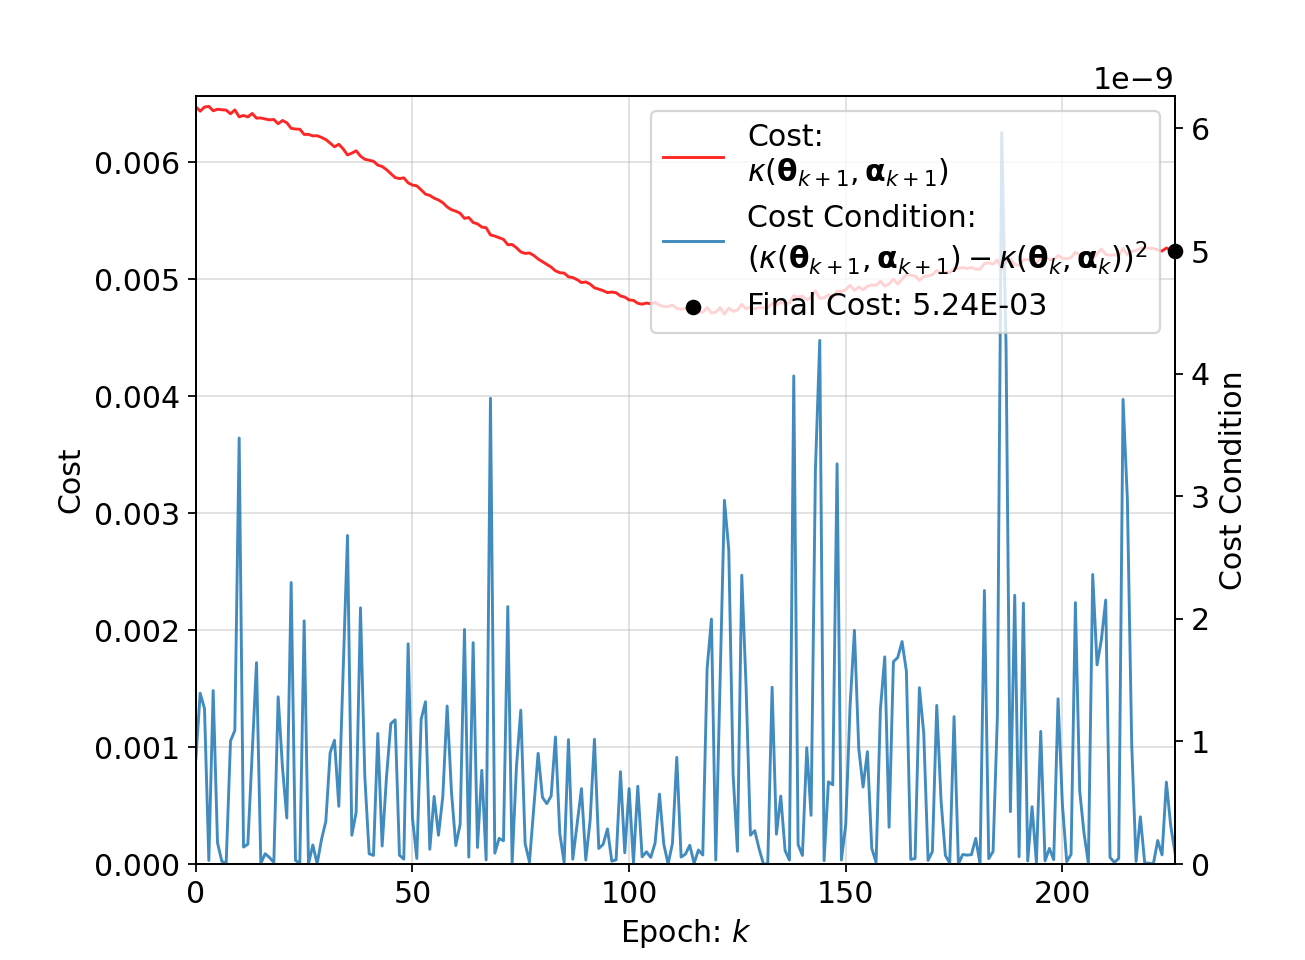 1e−9
Cost:
κ(θ_{k+1}, α_{k+1})
Cost Condition:
(κ(θ_{k+1}, α_{k+1}) − κ(θ_k, α_k))²
Final Cost: 5.24E-03
0.006
0.005
0.004
0.003
0.002
0.001
0.000
Cost
6
5
4
3
2
1
0
Cost Condition
0
50
100
150
200
Epoch: k